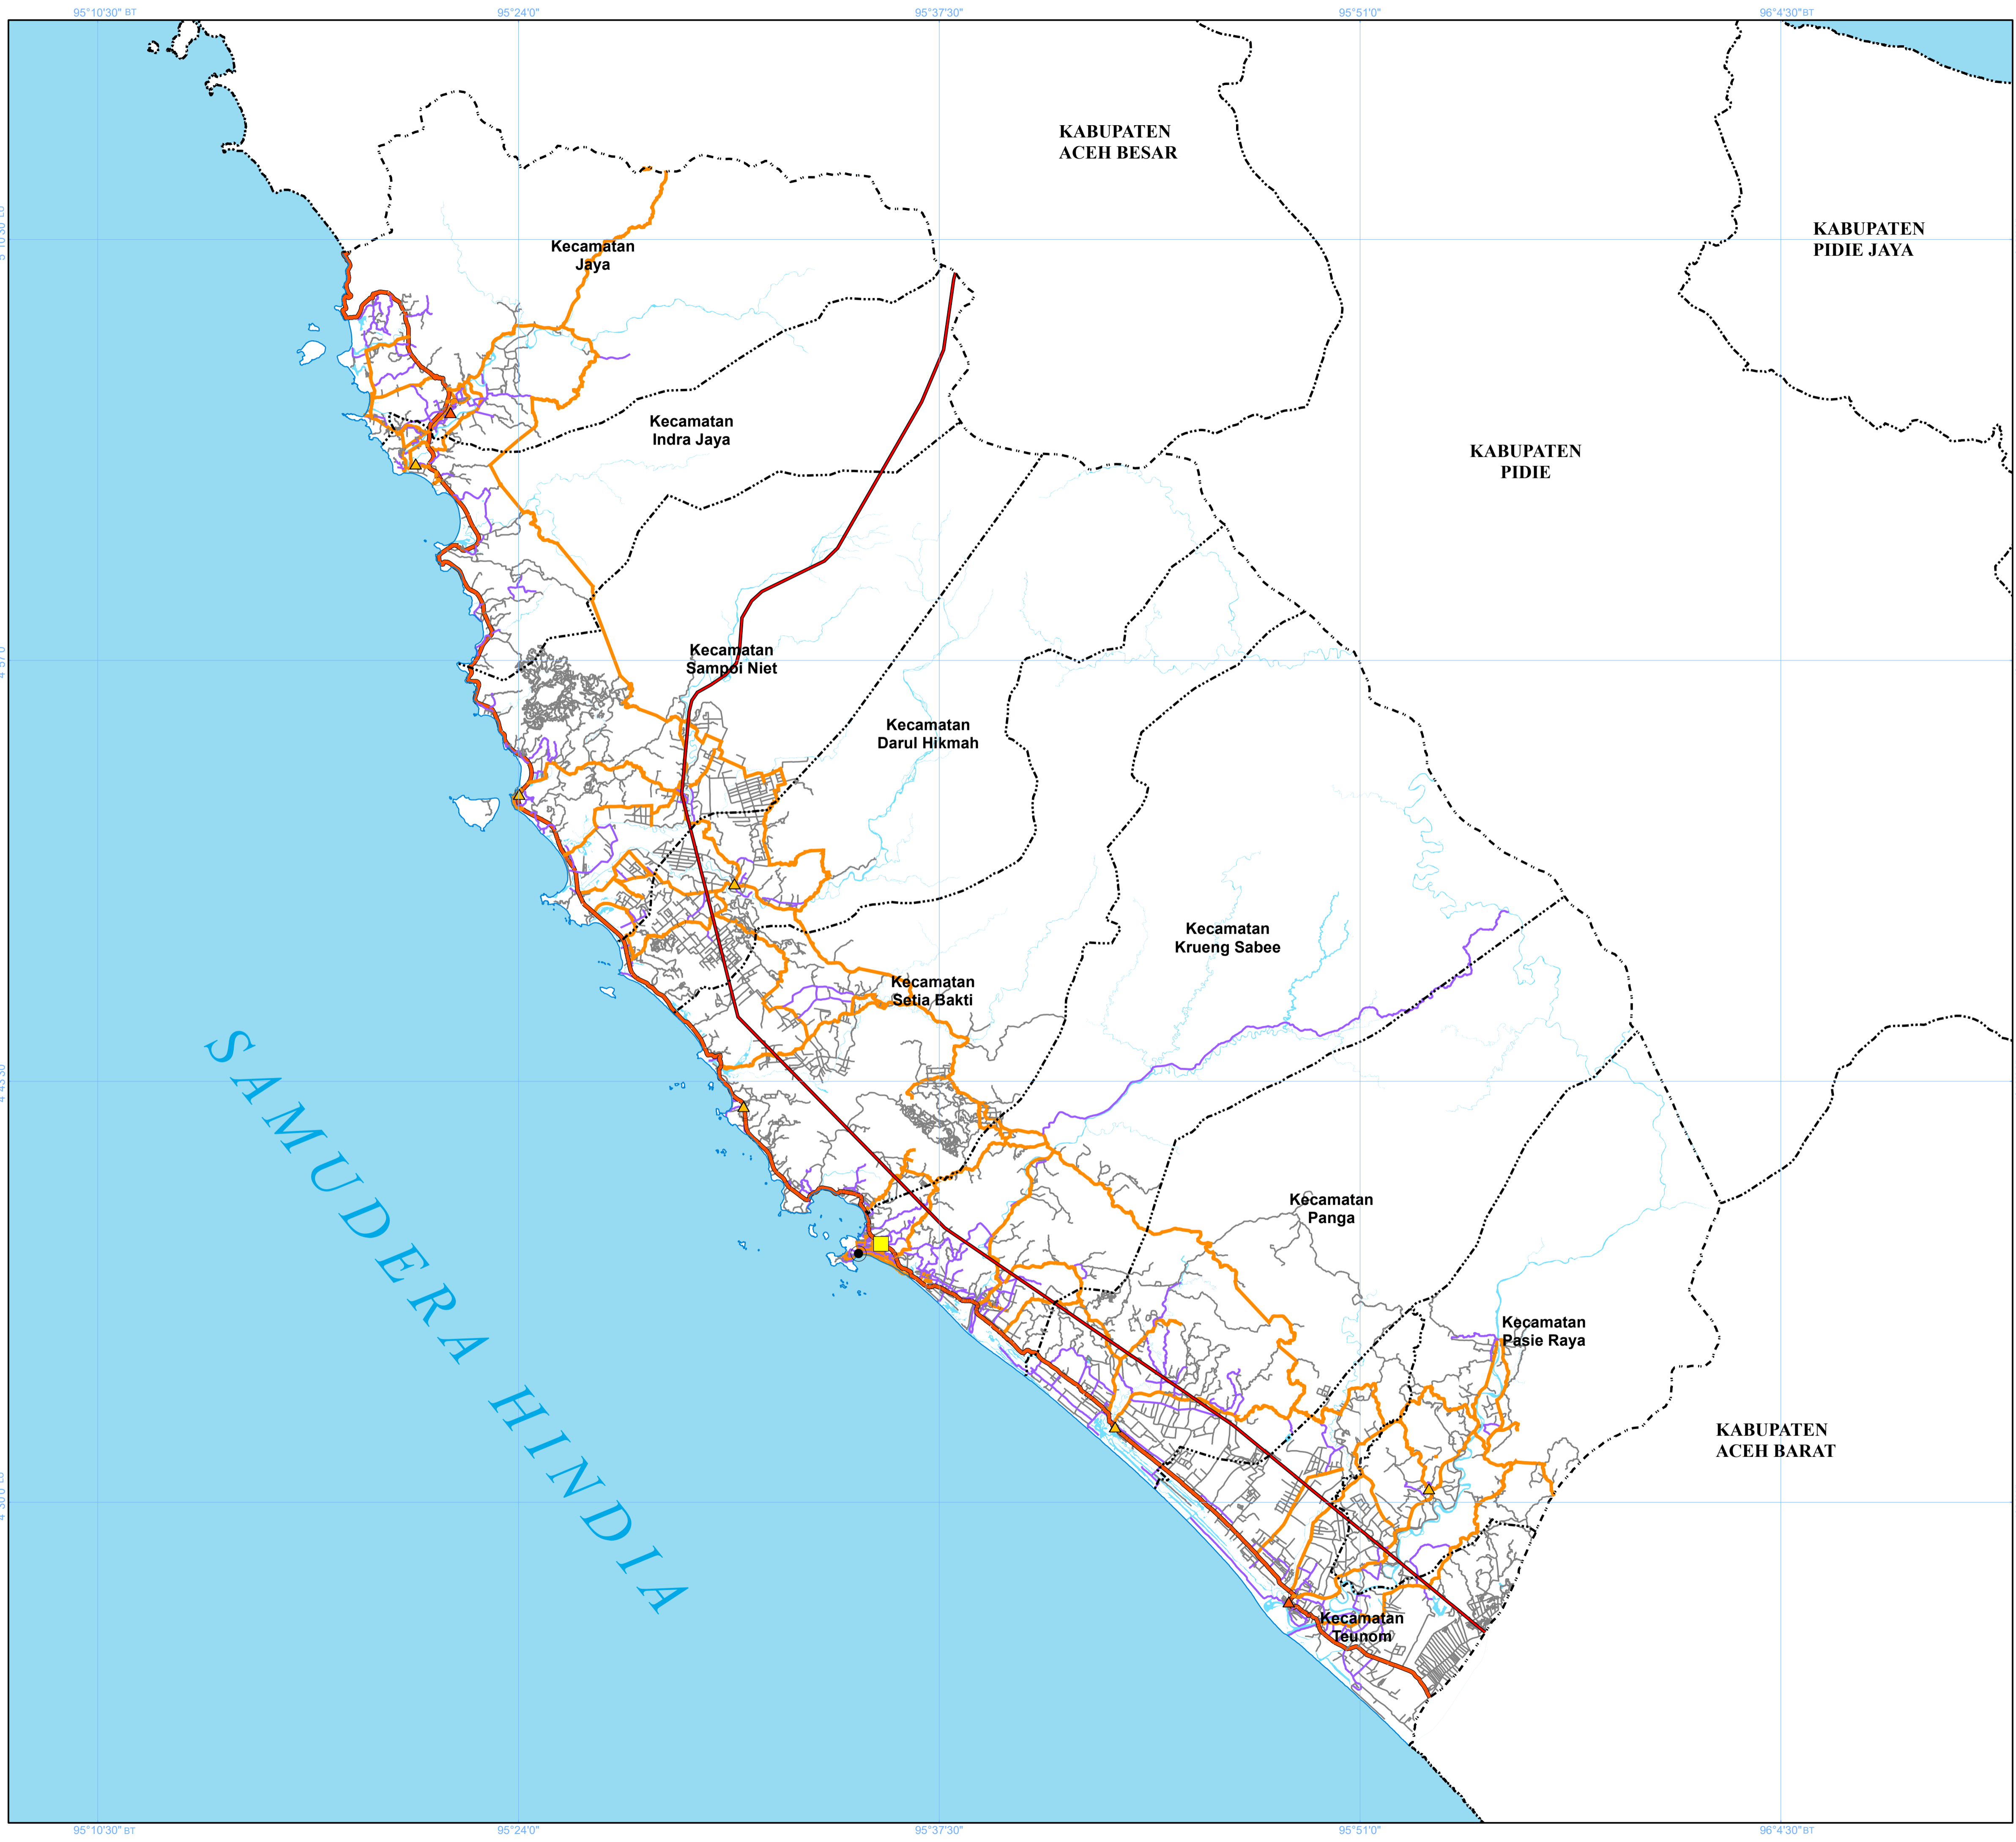 95°10'30" BT
95°24'0"
95°37'30"
95°51'0"
96°4'30" BT
KABUPATEN
ACEH BESAR
KABUPATEN
PIDIE JAYA
Kecamatan
Jaya
Kecamatan
Indra Jaya
KABUPATEN
PIDIE
Kecamatan
Sampoi Niet
Kecamatan
Darul Hikmah
Kecamatan
Krueng Sabee
Kecamatan
Setia Bakti
SAMUDERA HINDIA
Kecamatan
Panga
Kecamatan
Pasie Raya
KABUPATEN
ACEH BARAT
Kecamatan
Teunom
95°10'30" BT
95°24'0"
95°37'30"
95°51'0"
96°4'30" BT